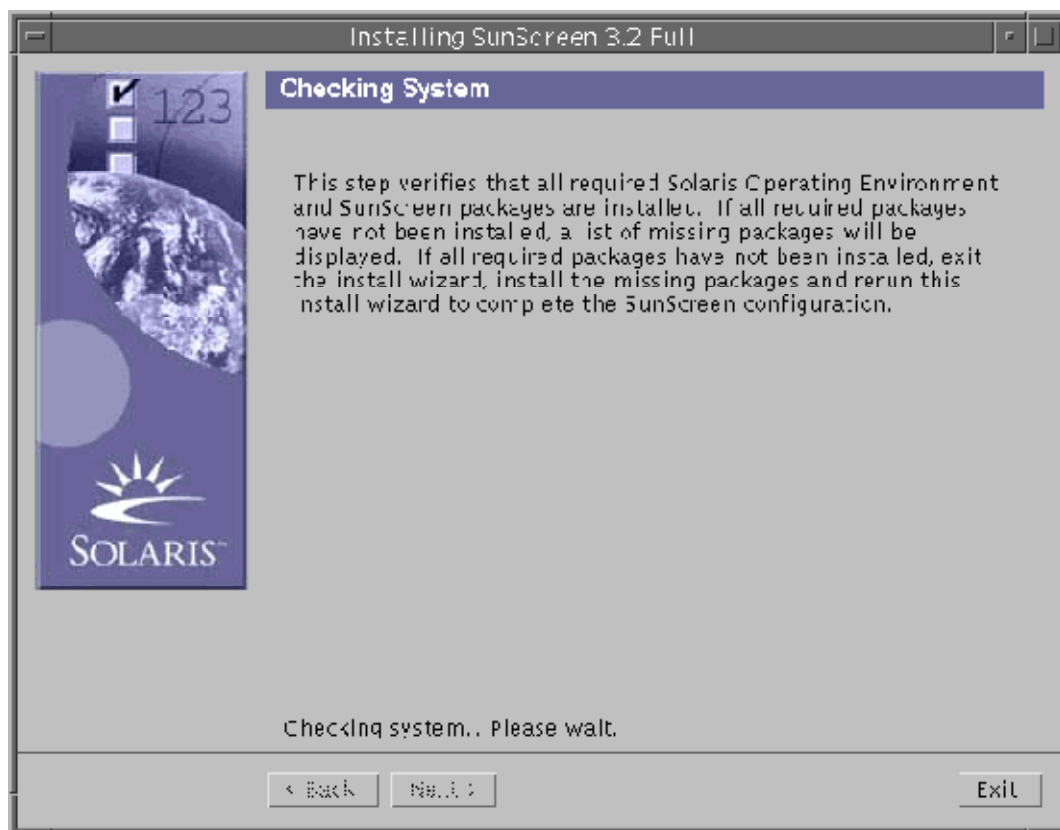 Installing SunScreen 3.2 Full
123
Checking System
This step verifies that all required Solaris Operating Environment
and SunScreen packages are installed. If all required packages
have not been installed, a list of missing packages will be
displayed. If all required packages have not been installed, exit
the install wizard, install the missing packages and rerun this
install wizard to complete the SunScreen configuration.
SOLARIS™
Checking system.. Please wait.
< Back Next > Exit